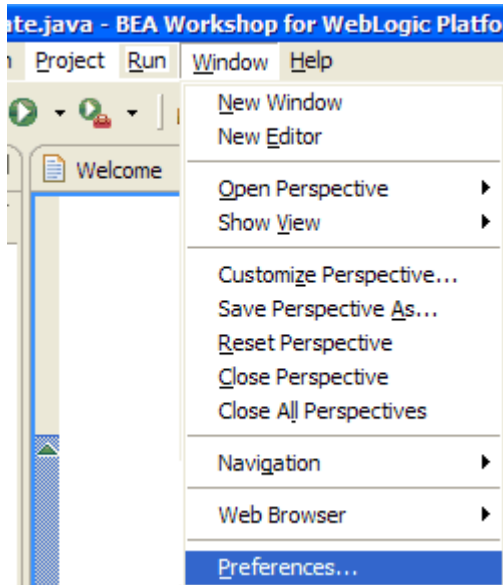 ate.java - BEA Workshop for WebLogic Platfo
Project Run Window Help
Welcome
New Window
New Editor
Open Perspective
Show View
Customize Perspective...
Save Perspective As...
Reset Perspective
Close Perspective
Close All Perspectives
Navigation
Web Browser
Preferences...